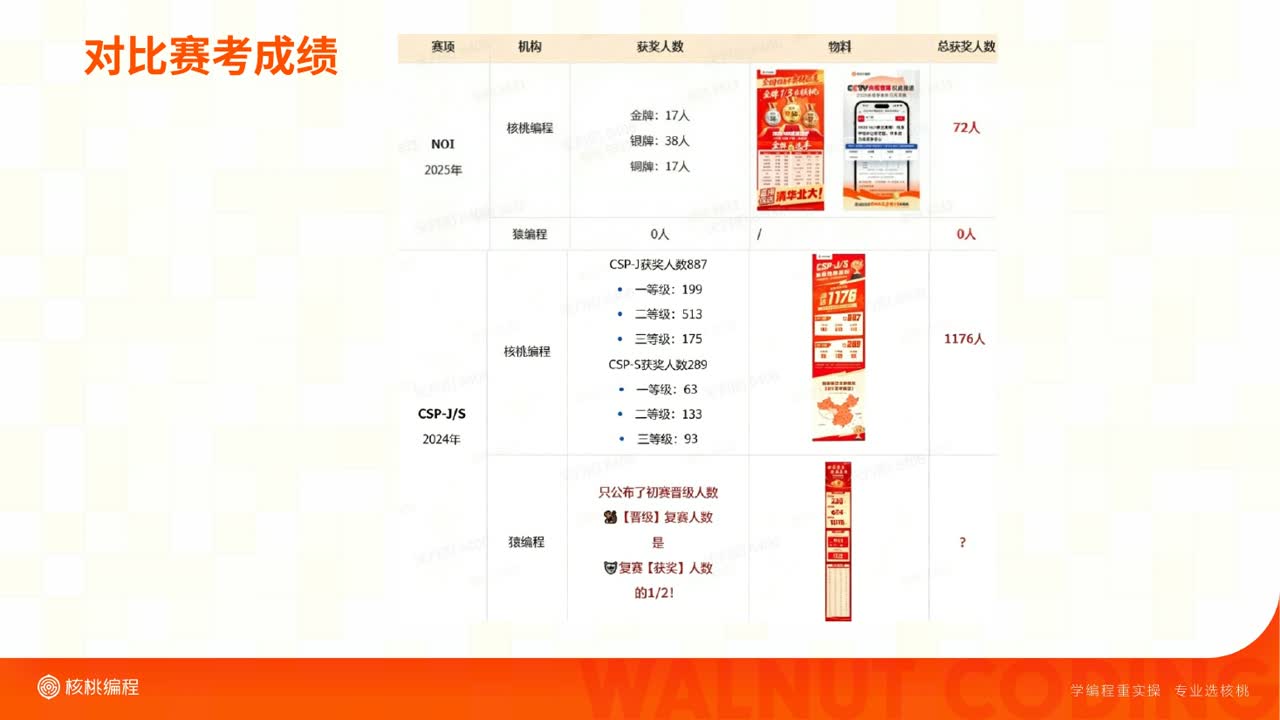 对比赛考成绩
赛项 机构 获奖人数 物料 总获奖人数
NOI
2025年
核桃编程
金牌：17人
银牌：38人
铜牌：17人
清华北大！
72人
猿编程 0人 / 0人
CSP-J/S
2024年
核桃编程
CSP-J获奖人数887
一等级：199
二等级：513
三等级：175
CSP-S获奖人数289
一等级：63
二等级：133
三等级：93
CSP-J/S
1176
1176人
猿编程
只公布了初赛晋级人数
【晋级】复赛人数
是
复赛【获奖】人数
的1/2！
?
核桃编程
WALNUT CODING
学编程重实操 专业选核桃